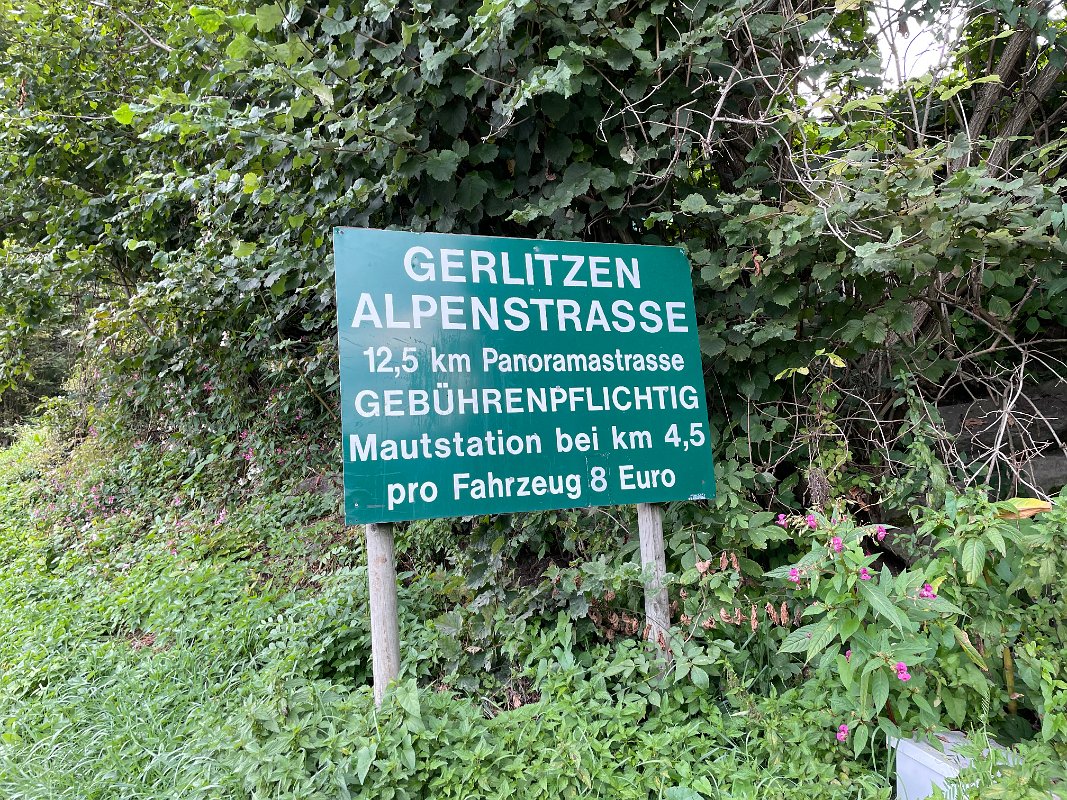 GERLITZEN
ALPENSTRASSE
12,5 km Panoramastrasse
GEBÜHRENPFLICHTIG
Mautstation bei km 4,5
pro Fahrzeug 8 Euro